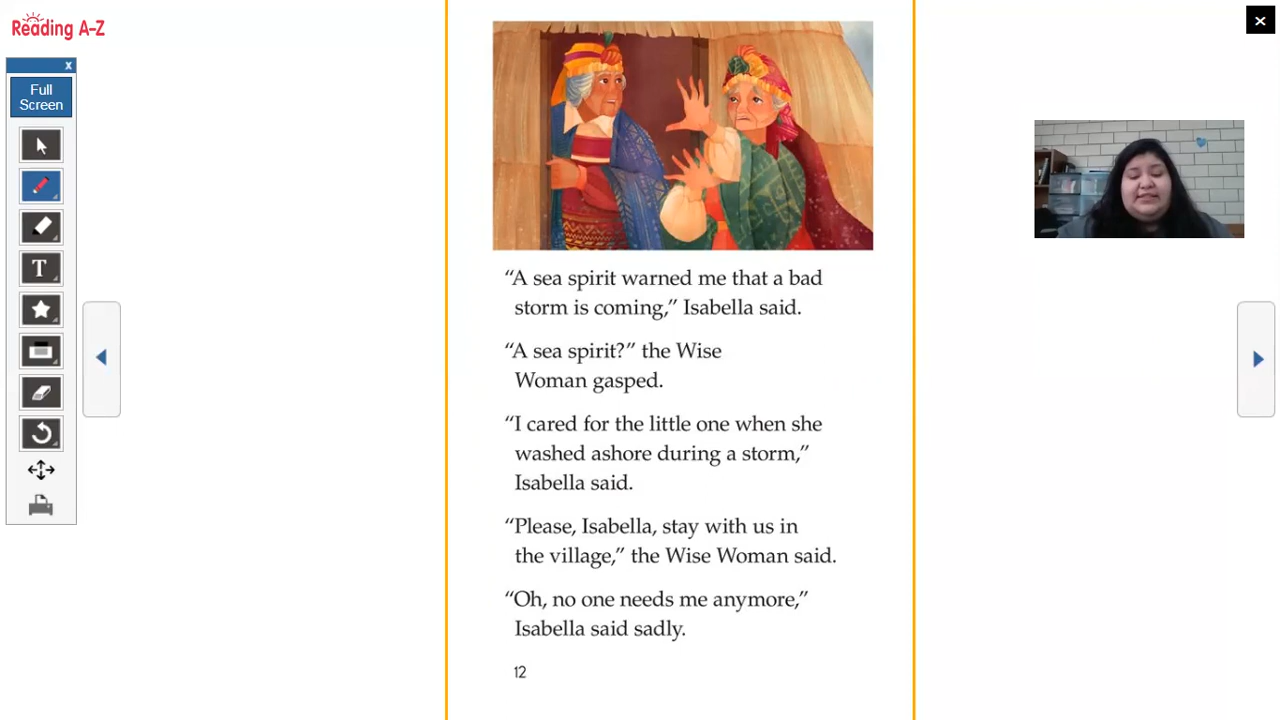 Reading A-Z
x
Full
Screen
T
“A sea spirit warned me that a bad
storm is coming,” Isabella said.
“A sea spirit?” the Wise
Woman gasped.
“I cared for the little one when she
washed ashore during a storm,”
Isabella said.
“Please, Isabella, stay with us in
the village,” the Wise Woman said.
“Oh, no one needs me anymore,”
Isabella said sadly.
12